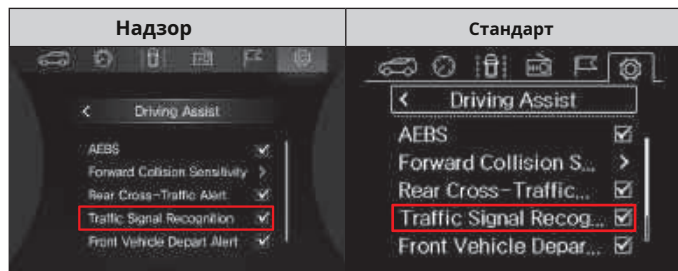 Надзор
Стандарт
Driving Assist
AEBS
Forward Collision Sensitivity
Rear Cross-Traffic Alert
Traffic Signal Recognition
Front Vehicle Depart Alert
Driving Assist
AEBS
Forward Collision S...
Rear Cross-Traffic...
Traffic Signal Recog...
Front Vehicle Depar...